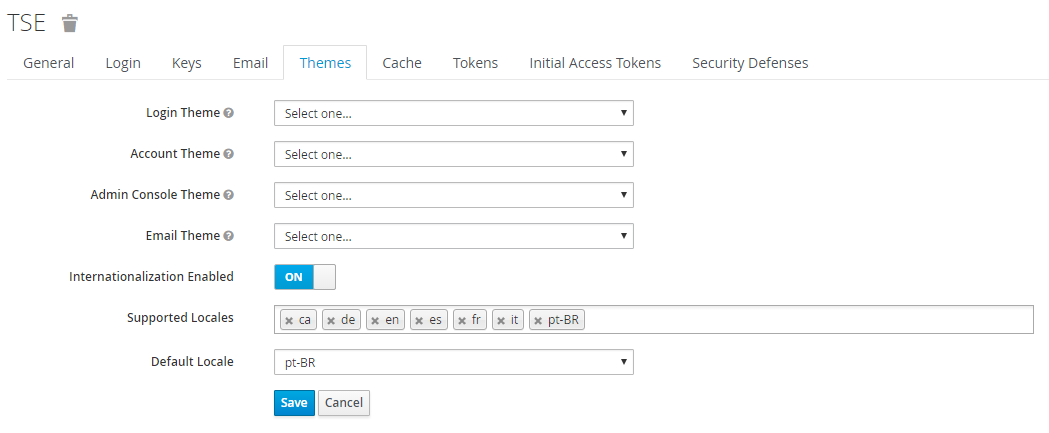 TSE
General Login Keys Email Themes Cache Tokens Initial Access Tokens Security Defenses
Login Theme ? Select one...
Account Theme ? Select one...
Admin Console Theme ? Select one...
Email Theme ? Select one...
Internationalization Enabled ON
Supported Locales × ca × de × en × es × fr × it × pt-BR
Default Locale pt-BR
Save Cancel